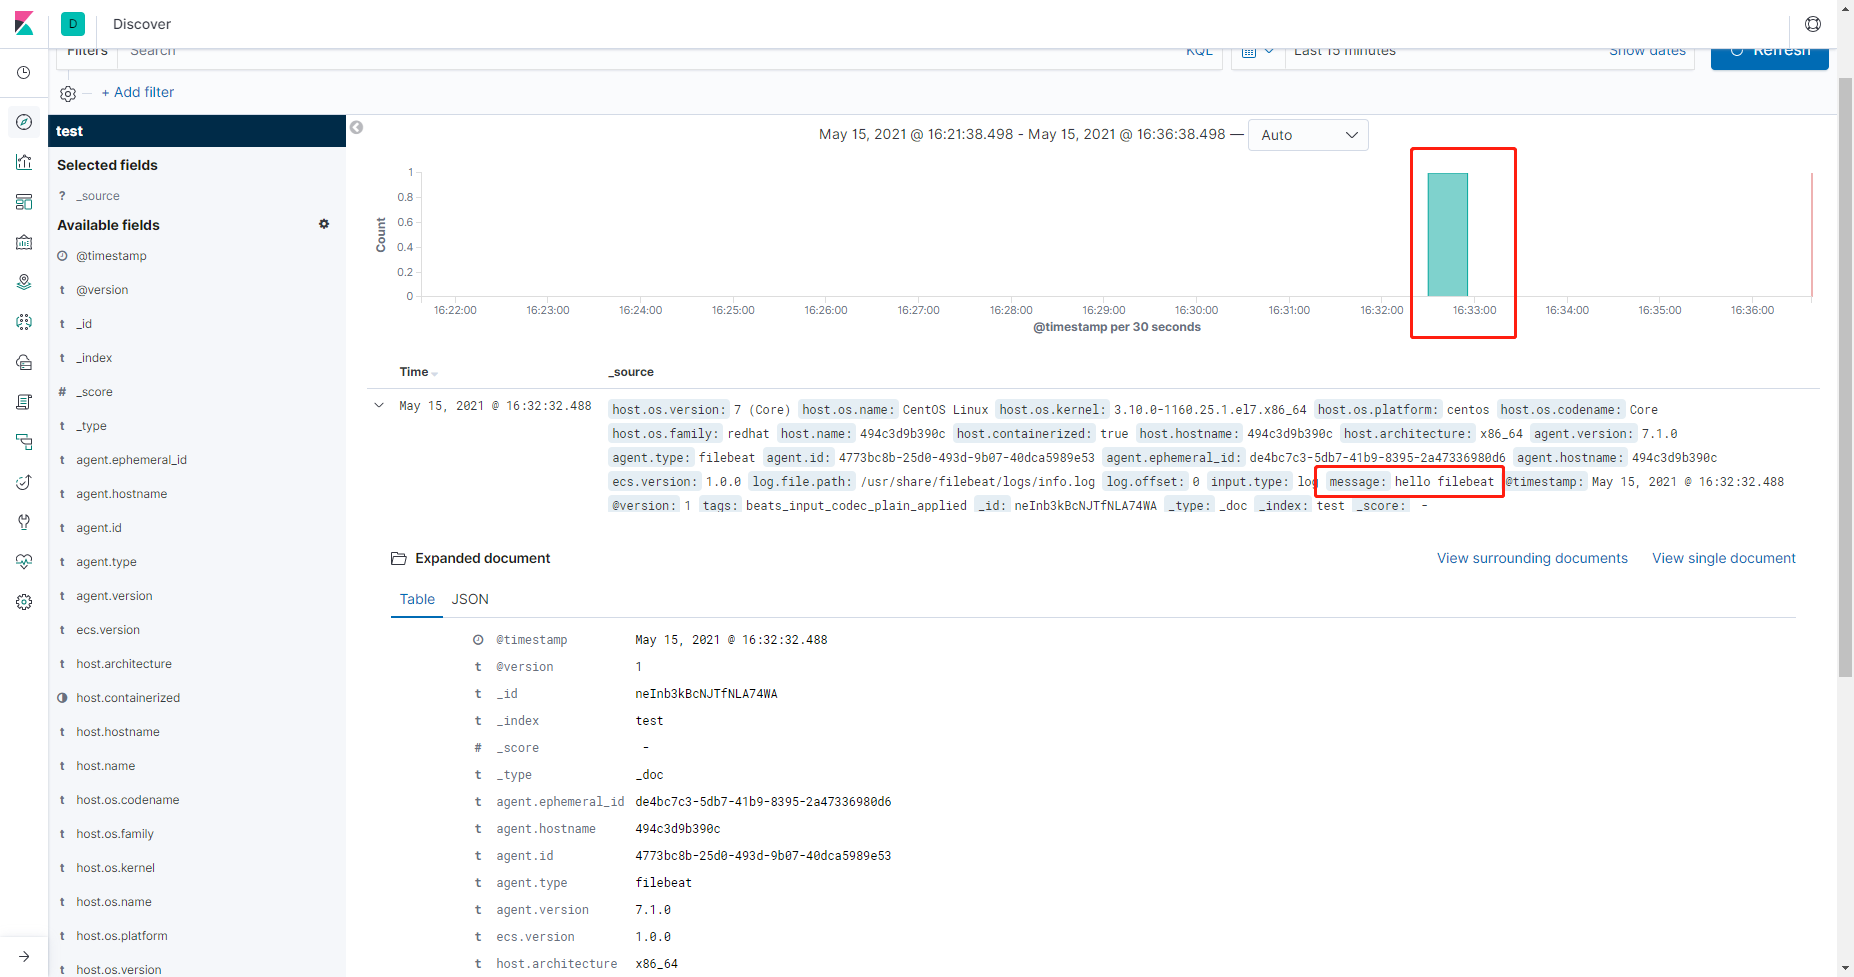 D Discover
Filters Search KQL Last 15 minutes Show dates Refresh
+ Add filter
test
May 15, 2021 @ 16:21:38.498 - May 15, 2021 @ 16:36:38.498 — Auto
Selected fields
? _source
Available fields
@timestamp
t @version
t _id
t _index
# _score
t _type
t agent.ephemeral_id
t agent.hostname
t agent.id
t agent.type
t agent.version
t ecs.version
t host.architecture
host.containerized
t host.hostname
t host.name
t host.os.codename
t host.os.family
t host.os.kernel
t host.os.name
t host.os.platform
t host.os.version
Count
1
0.8
0.6
0.4
0.2
0
16:22:00 16:23:00 16:24:00 16:25:00 16:26:00 16:27:00 16:28:00 16:29:00 16:30:00 16:31:00 16:32:00 16:33:00 16:34:00 16:35:00 16:36:00
@timestamp per 30 seconds
Time _source
May 15, 2021 @ 16:32:32.488
host.os.version: 7 (Core) host.os.name: CentOS Linux host.os.kernel: 3.10.0-1160.25.1.el7.x86_64 host.os.platform: centos host.os.codename: Core
host.os.family: redhat host.name: 494c3d9b390c host.containerized: true host.hostname: 494c3d9b390c host.architecture: x86_64 agent.version: 7.1.0
agent.type: filebeat agent.id: 4773bc8b-25d0-493d-9b07-40dca5989e53 agent.ephemeral_id: de4bc7c3-5db7-41b9-8395-2a47336980d6 agent.hostname: 494c3d9b390c
ecs.version: 1.0.0 log.file.path: /usr/share/filebeat/logs/info.log log.offset: 0 input.type: log message: hello filebeat @timestamp: May 15, 2021 @ 16:32:32.488
@version: 1 tags: beats_input_codec_plain_applied _id: neInb3kBcNJTfNLA74WA _type: _doc _index: test _score: -
Expanded document View surrounding documents View single document
Table JSON
@timestamp May 15, 2021 @ 16:32:32.488
t @version 1
t _id neInb3kBcNJTfNLA74WA
t _index test
# _score -
t _type _doc
t agent.ephemeral_id de4bc7c3-5db7-41b9-8395-2a47336980d6
t agent.hostname 494c3d9b390c
t agent.id 4773bc8b-25d0-493d-9b07-40dca5989e53
t agent.type filebeat
t agent.version 7.1.0
t ecs.version 1.0.0
t host.architecture x86_64